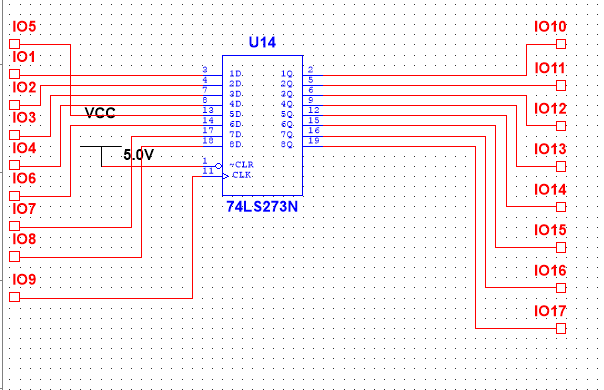 IO5
IO1
IO2
IO3
IO4
IO6
IO7
IO8
IO9
VCC
5.0V
U14
3 1D 1Q 2
4 2D 2Q 5
7 3D 3Q 6
8 4D 4Q 9
13 5D 5Q 12
14 6D 6Q 15
17 7D 7Q 16
18 8D 8Q 19
1 ~CLR
11 CLK
74LS273N
IO10
IO11
IO12
IO13
IO14
IO15
IO16
IO17